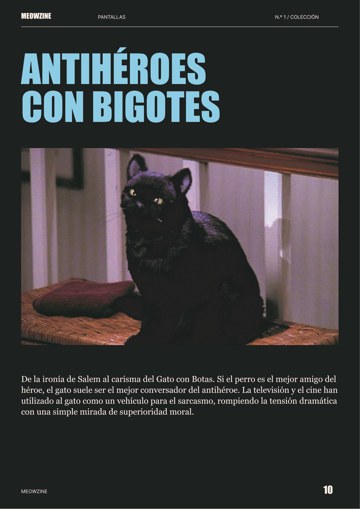 MEOWZINE
PANTALLAS
N.º 1 / COLECCIÓN
ANTIHÉROES
CON BIGOTES
De la ironía de Salem al carisma del Gato con Botas. Si el perro es el mejor amigo del
héroe, el gato suele ser el mejor conversador del antihéroe. La televisión y el cine han
utilizado al gato como un vehículo para el sarcasmo, rompiendo la tensión dramática
con una simple mirada de superioridad moral.
MEOWZINE
10